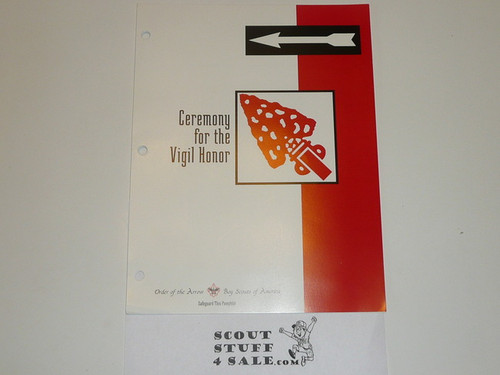 Ceremony
for the
Vigil Honor
Order of the Arrow Boy Scouts of America
Safeguard This Pamphlet
SCOUT
STUFF
4 SALE.COM